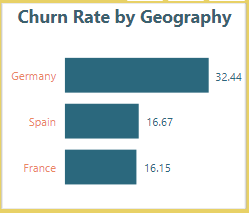 Churn Rate by Geography
Germany 32.44
Spain 16.67
France 16.15